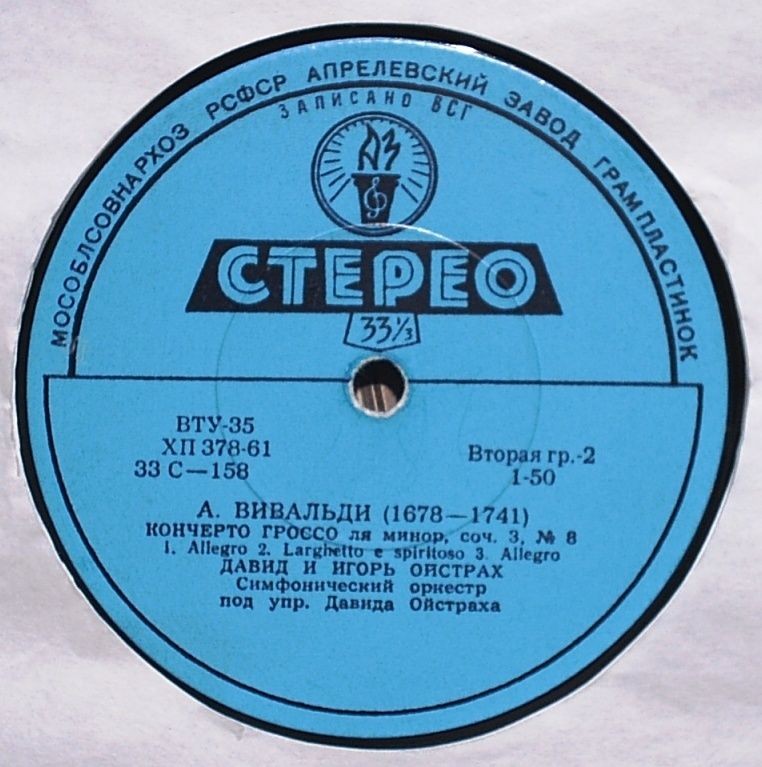 МОСОБЛСОВНАРХОЗ РСФСР АПРЕЛЕВСКИЙ ЗАВОД ГРАМПЛАСТИНОК
ЗАПИСАНО ВСГ
АЗ
СТЕРЕО
33⅓
ВТУ-35
ХП 378-61
33 С—158
Вторая гр.-2
1-50
А. ВИВАЛЬДИ (1678—1741)
КОНЧЕРТО ГРОССО ля минор, соч. 3, № 8
1. Allegro 2. Larghetto e spiritoso 3. Allegro
ДАВИД И ИГОРЬ ОЙСТРАХ
Симфонический оркестр
под упр. Давида Ойстраха